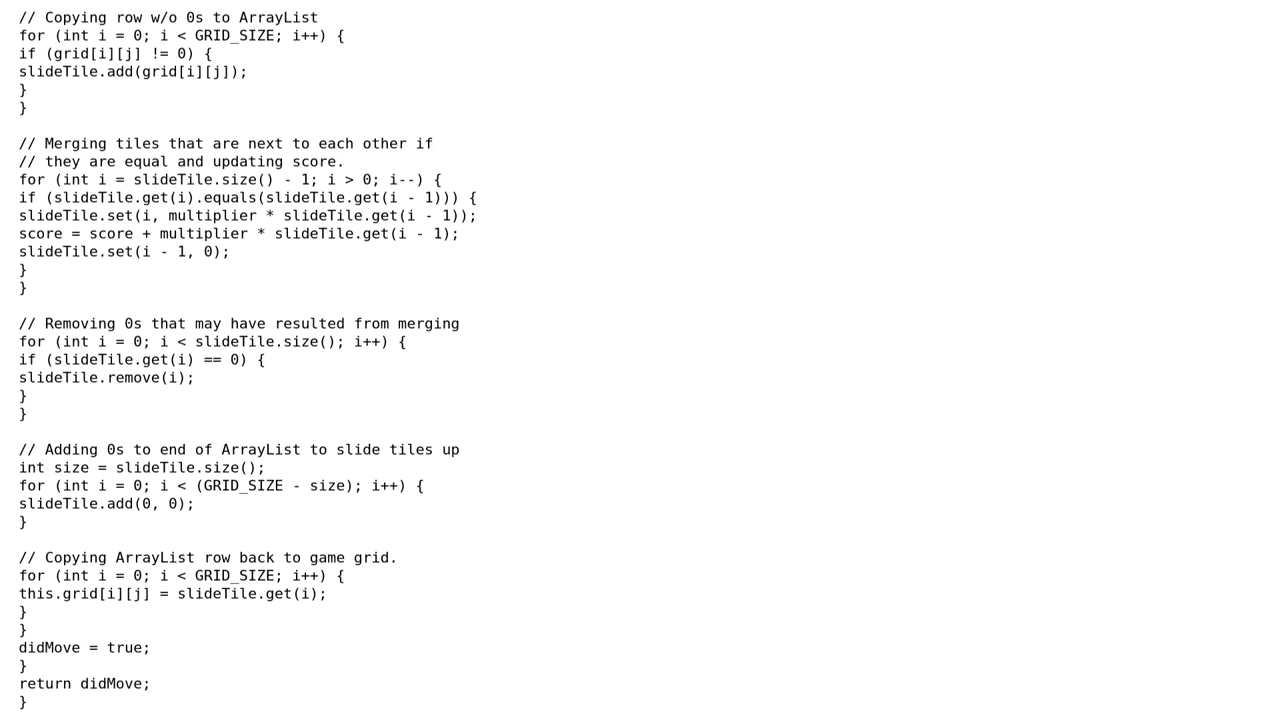 // Copying row w/o 0s to ArrayList
for (int i = 0; i < GRID_SIZE; i++) {
if (grid[i][j] != 0) {
slideTile.add(grid[i][j]);
}
}

// Merging tiles that are next to each other if
// they are equal and updating score.
for (int i = slideTile.size() - 1; i > 0; i--) {
if (slideTile.get(i).equals(slideTile.get(i - 1))) {
slideTile.set(i, multiplier * slideTile.get(i - 1));
score = score + multiplier * slideTile.get(i - 1);
slideTile.set(i - 1, 0);
}
}

// Removing 0s that may have resulted from merging
for (int i = 0; i < slideTile.size(); i++) {
if (slideTile.get(i) == 0) {
slideTile.remove(i);
}
}

// Adding 0s to end of ArrayList to slide tiles up
int size = slideTile.size();
for (int i = 0; i < (GRID_SIZE - size); i++) {
slideTile.add(0, 0);
}

// Copying ArrayList row back to game grid.
for (int i = 0; i < GRID_SIZE; i++) {
this.grid[i][j] = slideTile.get(i);
}
}
didMove = true;
}
return didMove;
}